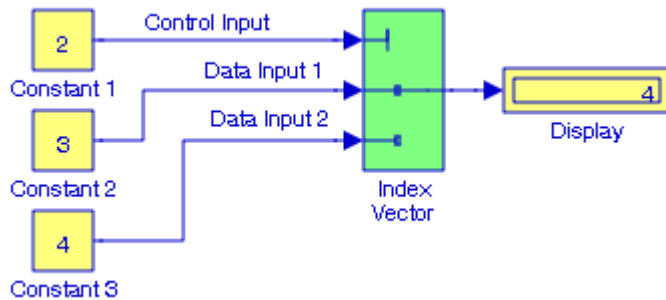 2
Control Input
Constant 1
Data Input 1
3
Constant 2
Data Input 2
4
Constant 3
Index
Vector
4
Display